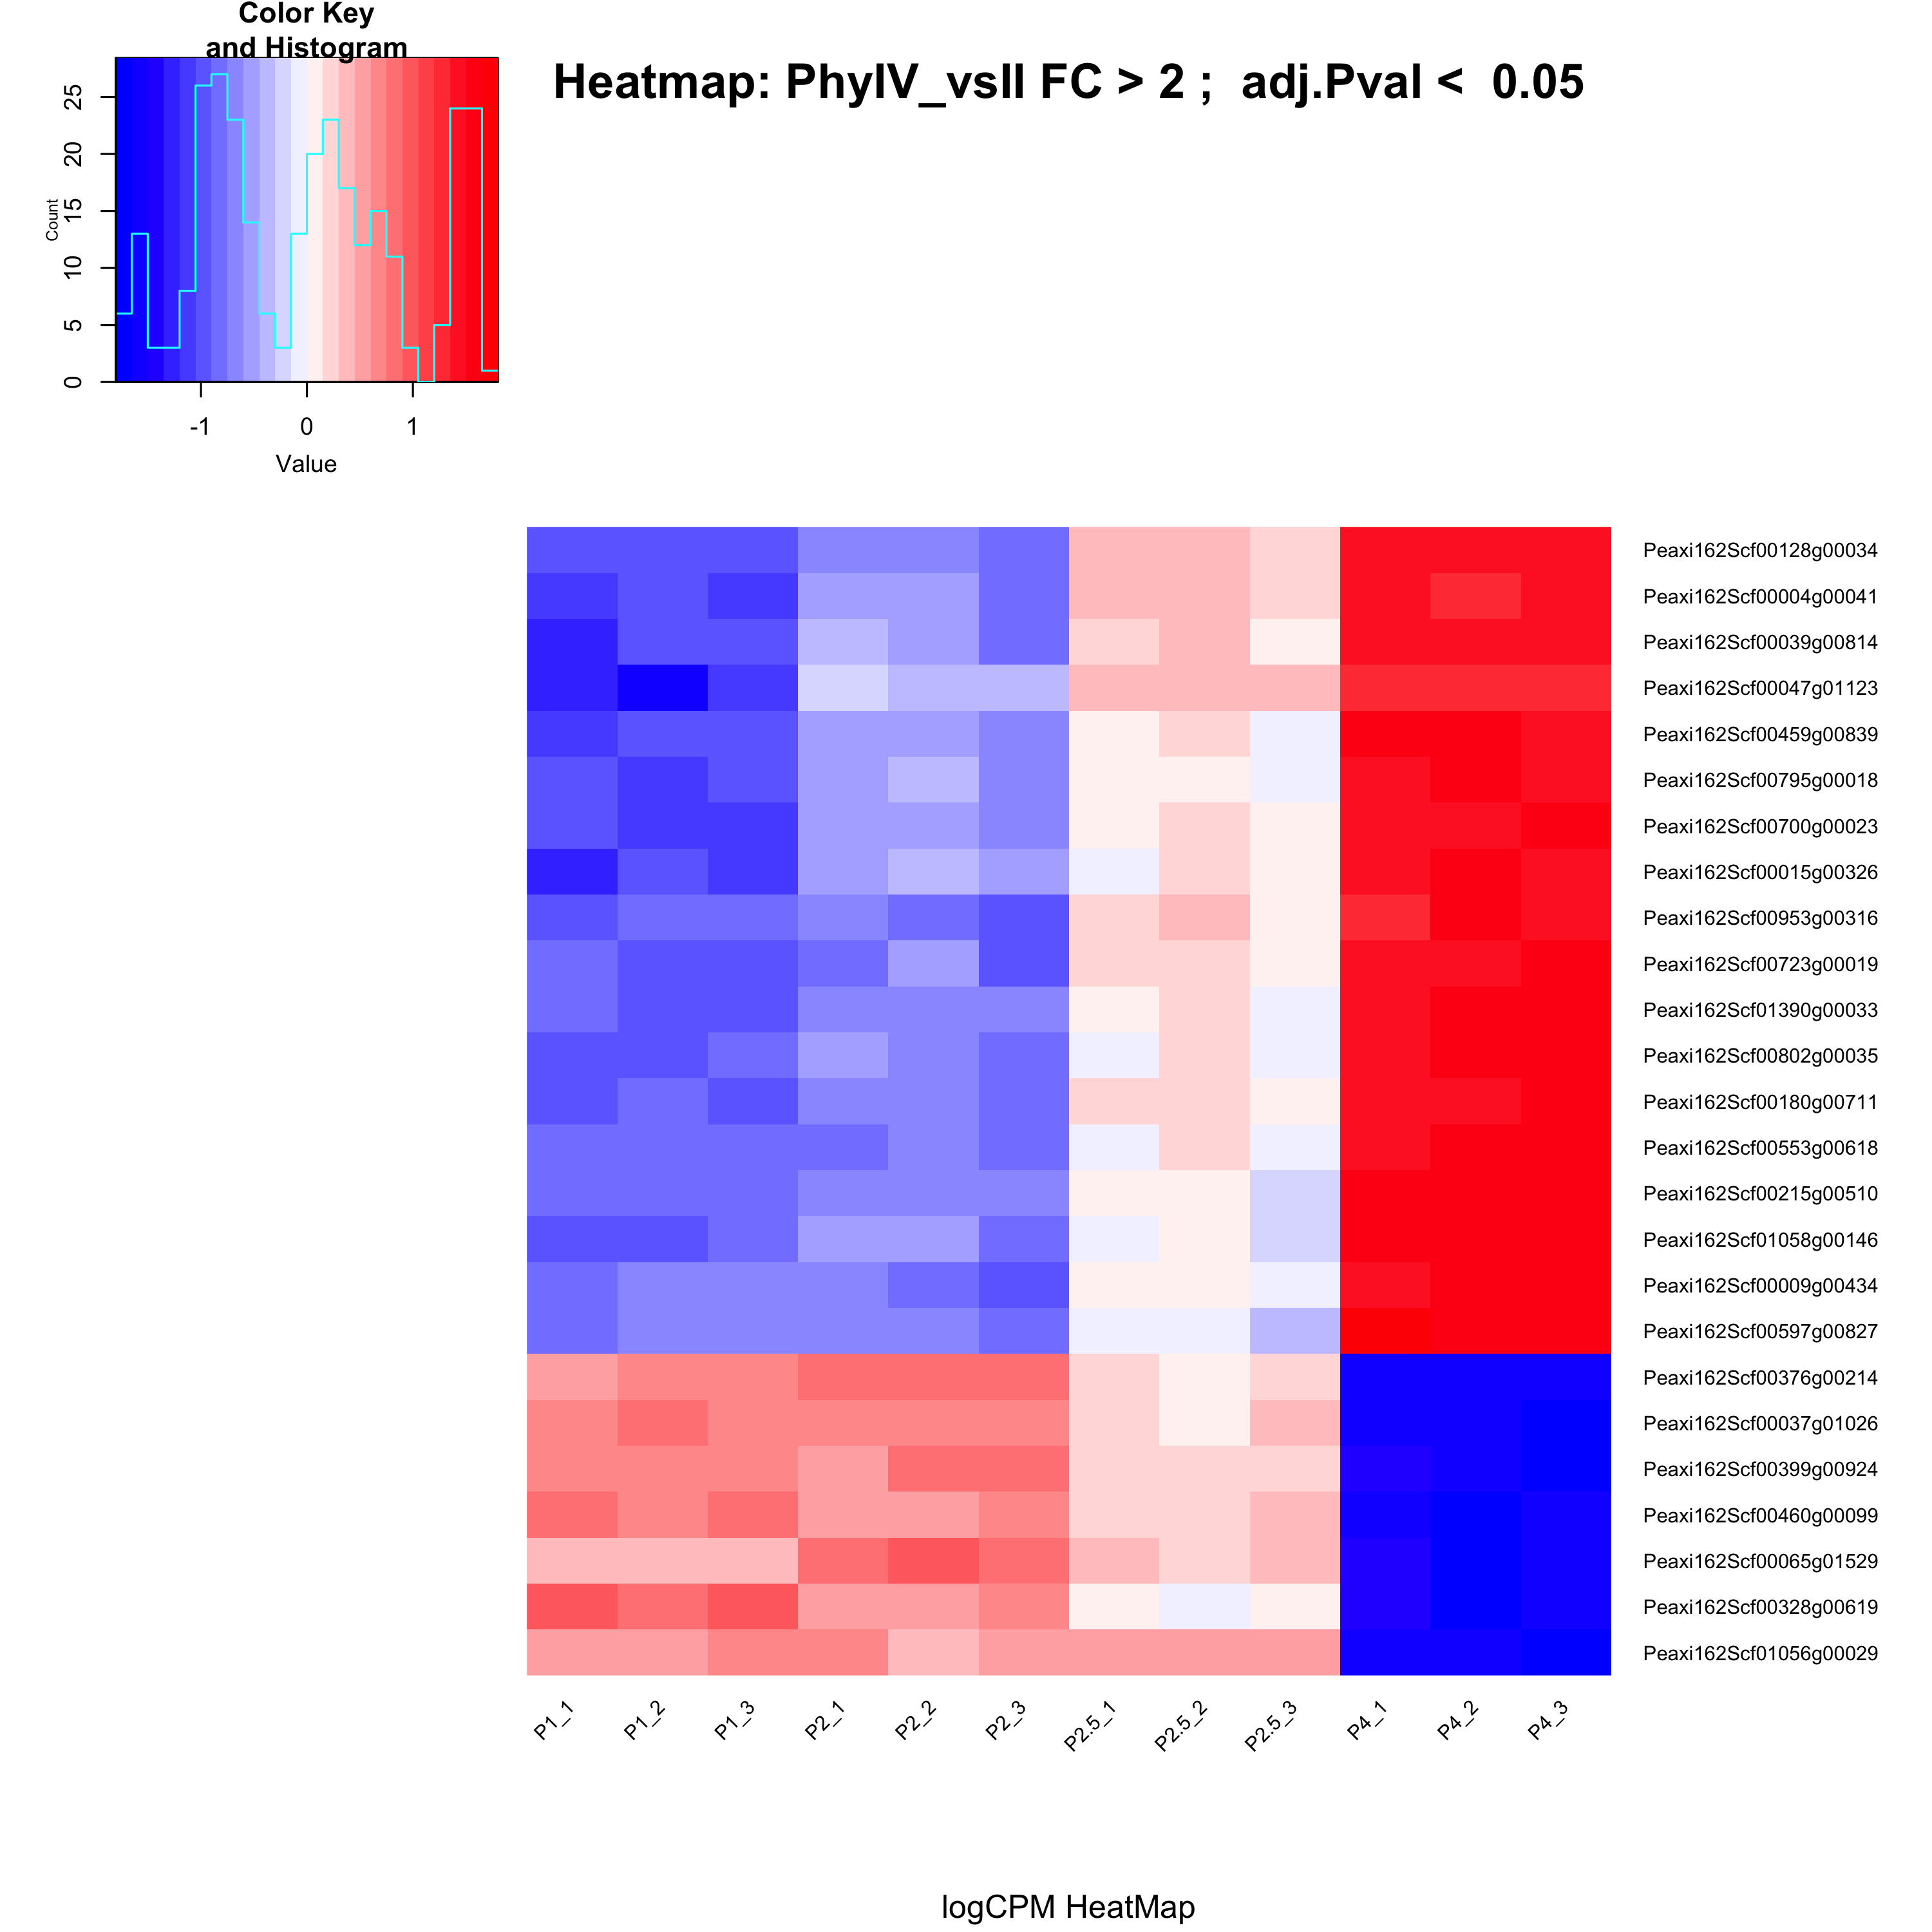 Color Key
and Histogram
Heatmap: PhyIV_vsII FC > 2 ;  adj.Pval <  0.05
Count
0 5 10 15 20 25
-1 0 1
Value
Peaxi162Scf00128g00034
Peaxi162Scf00004g00041
Peaxi162Scf00039g00814
Peaxi162Scf00047g01123
Peaxi162Scf00459g00839
Peaxi162Scf00795g00018
Peaxi162Scf00700g00023
Peaxi162Scf00015g00326
Peaxi162Scf00953g00316
Peaxi162Scf00723g00019
Peaxi162Scf01390g00033
Peaxi162Scf00802g00035
Peaxi162Scf00180g00711
Peaxi162Scf00553g00618
Peaxi162Scf00215g00510
Peaxi162Scf01058g00146
Peaxi162Scf00009g00434
Peaxi162Scf00597g00827
Peaxi162Scf00376g00214
Peaxi162Scf00037g01026
Peaxi162Scf00399g00924
Peaxi162Scf00460g00099
Peaxi162Scf00065g01529
Peaxi162Scf00328g00619
Peaxi162Scf01056g00029
P1_1 P1_2 P1_3 P2_1 P2_2 P2_3 P2.5_1 P2.5_2 P2.5_3 P4_1 P4_2 P4_3
logCPM HeatMap